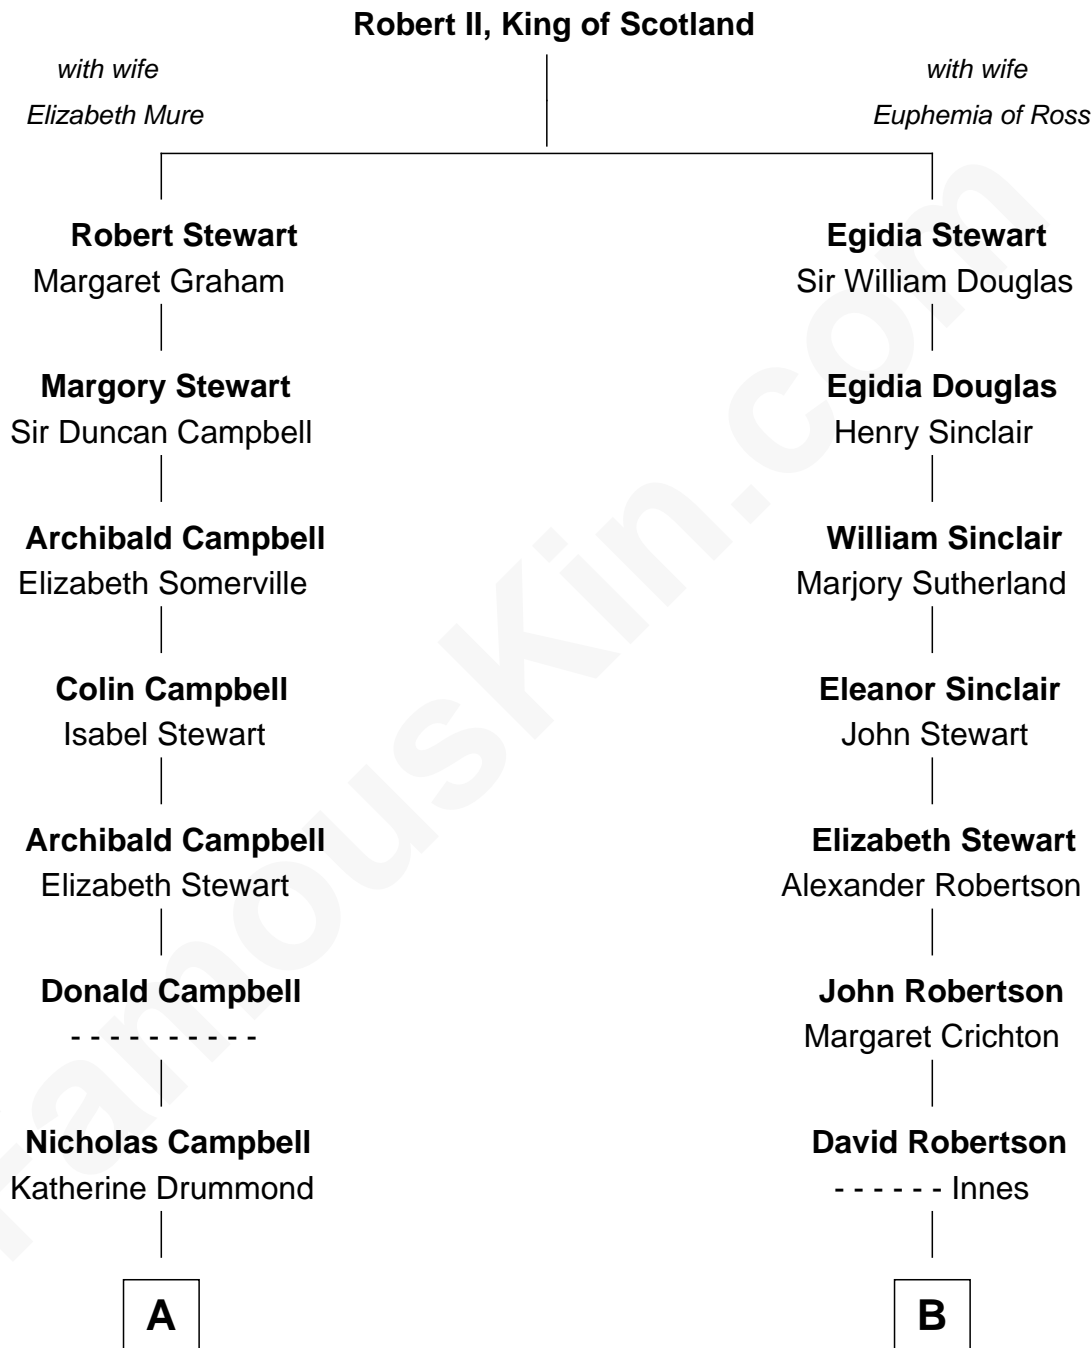 Robert II, King of Scotland
with wife
Elizabeth Mure
with wife
Euphemia of Ross
Robert Stewart
Margaret Graham
Margory Stewart
Sir Duncan Campbell
Archibald Campbell
Elizabeth Somerville
Colin Campbell
Isabel Stewart
Archibald Campbell
Elizabeth Stewart
Donald Campbell
- - - - - - - - - -
Nicholas Campbell
Katherine Drummond
A
Egidia Stewart
Sir William Douglas
Egidia Douglas
Henry Sinclair
William Sinclair
Marjory Sutherland
Eleanor Sinclair
John Stewart
Elizabeth Stewart
Alexander Robertson
John Robertson
Margaret Crichton
David Robertson
- - - - - - Innes
B
FamousKin.com